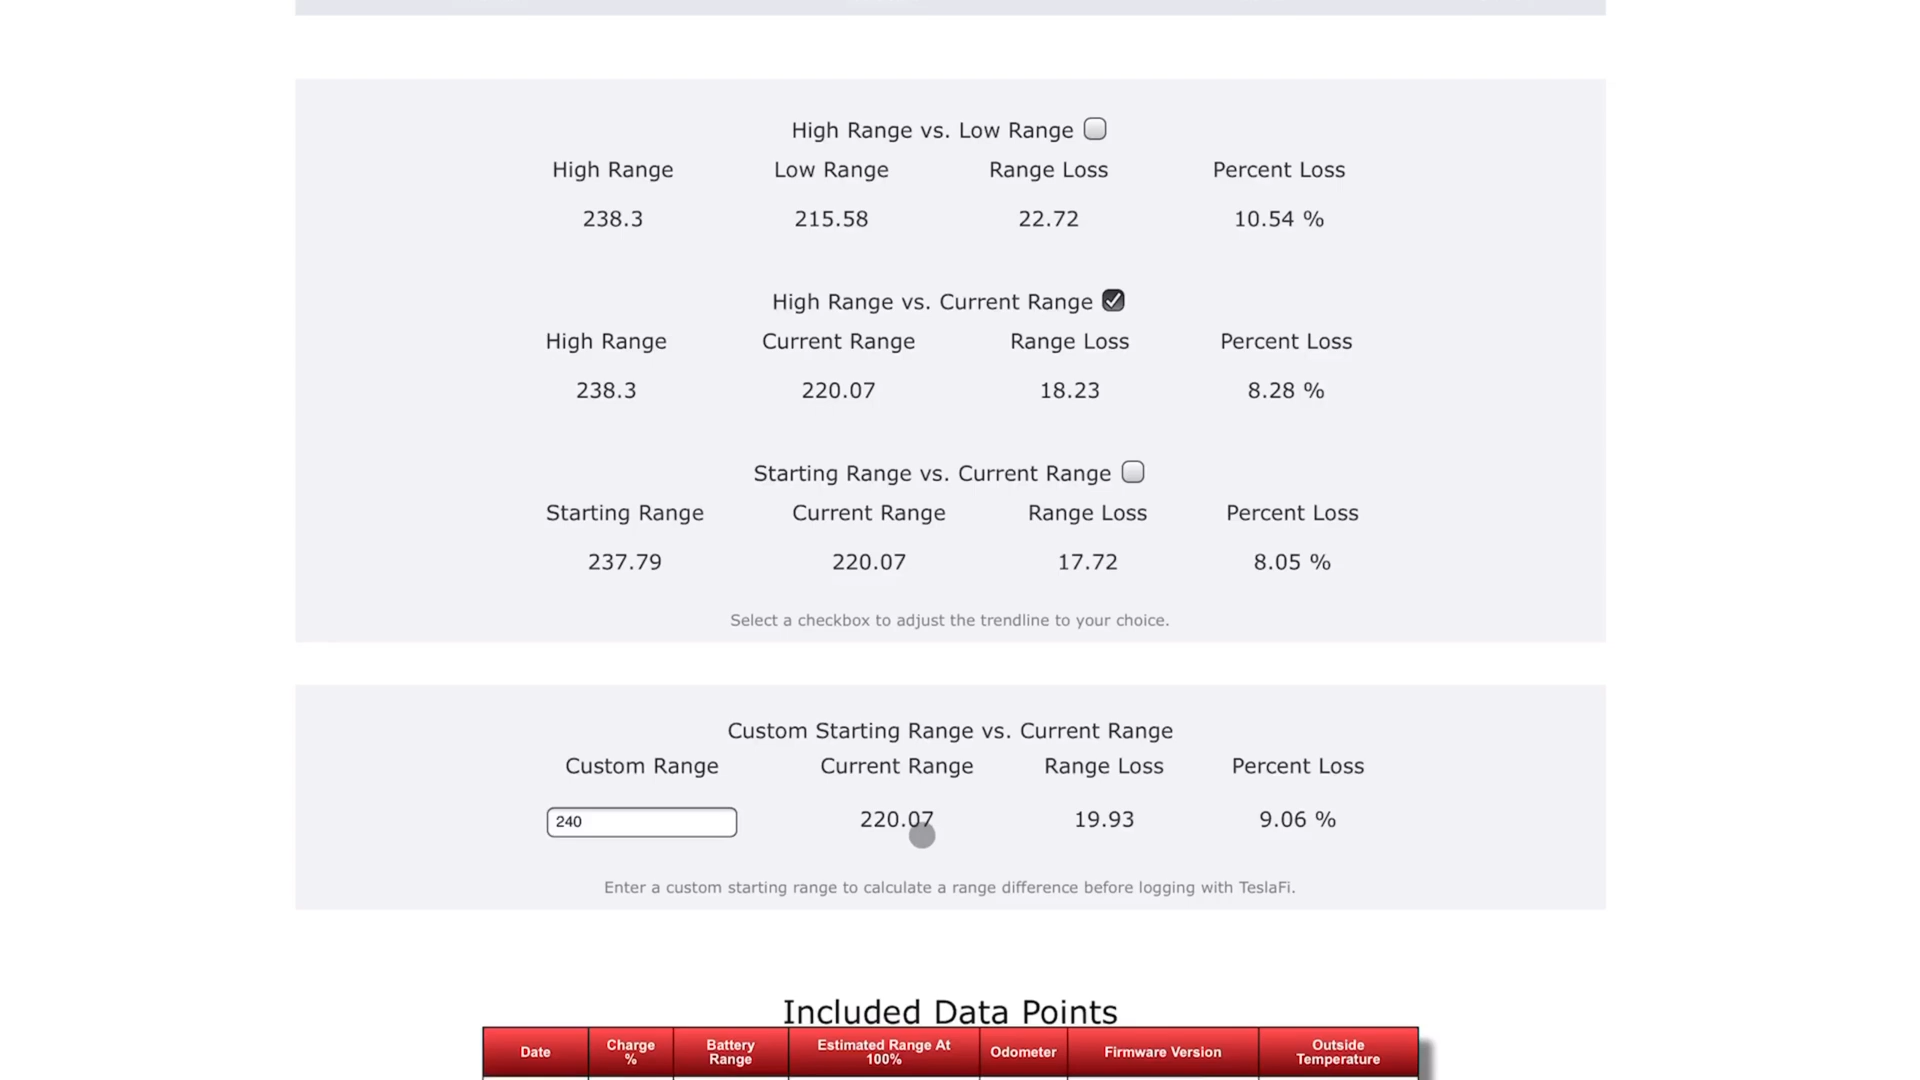 High Range vs. Low Range
High Range Low Range Range Loss Percent Loss
238.3 215.58 22.72 10.54 %
High Range vs. Current Range
High Range Current Range Range Loss Percent Loss
238.3 220.07 18.23 8.28 %
Starting Range vs. Current Range
Starting Range Current Range Range Loss Percent Loss
237.79 220.07 17.72 8.05 %
Select a checkbox to adjust the trendline to your choice.
Custom Starting Range vs. Current Range
Custom Range Current Range Range Loss Percent Loss
240 220.07 19.93 9.06 %
Enter a custom starting range to calculate a range difference before logging with TeslaFi.
Included Data Points
Date Charge % Battery Range Estimated Range At 100% Odometer Firmware Version Outside Temperature